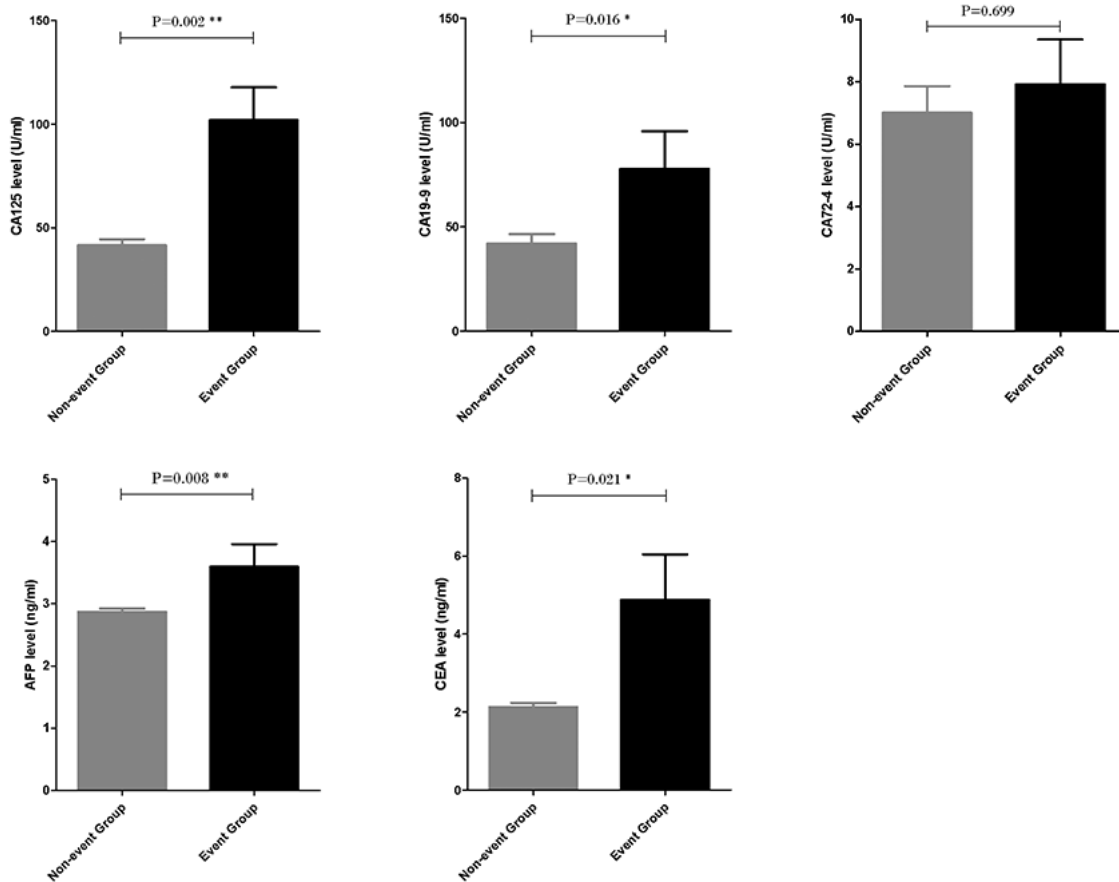 P=0.002 **
CA125 level (U/ml)
150
100
50
0
Non-event Group
Event Group
P=0.016 *
CA19-9 level (U/ml)
150
100
50
0
Non-event Group
Event Group
P=0.699
CA72-4 level (U/ml)
10
8
6
4
2
0
Non-event Group
Event Group
P=0.008 **
AFP level (ng/ml)
5
4
3
2
1
0
Non-event Group
Event Group
P=0.021 *
CEA level (ng/ml)
8
6
4
2
0
Non-event Group
Event Group